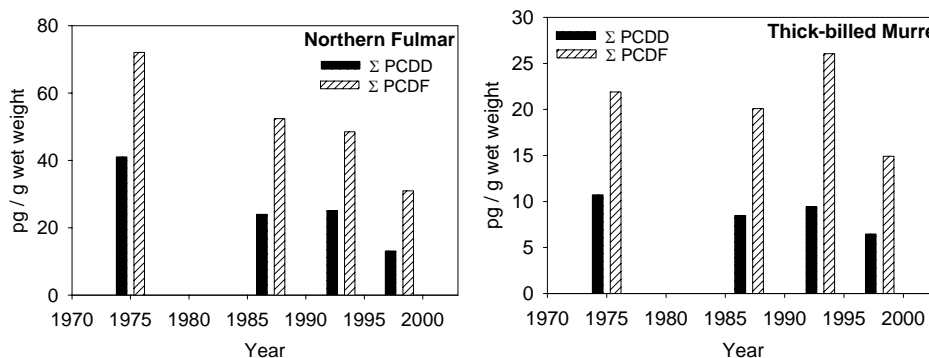 Northern Fulmar
Σ PCDD
Σ PCDF
pg / g wet weight
80
60
40
20
0
1970 1975 1980 1985 1990 1995 2000
Year
Thick-billed Murre
Σ PCDD
Σ PCDF
pg / g wet weight
30
25
20
15
10
5
0
1970 1975 1980 1985 1990 1995 2000
Year